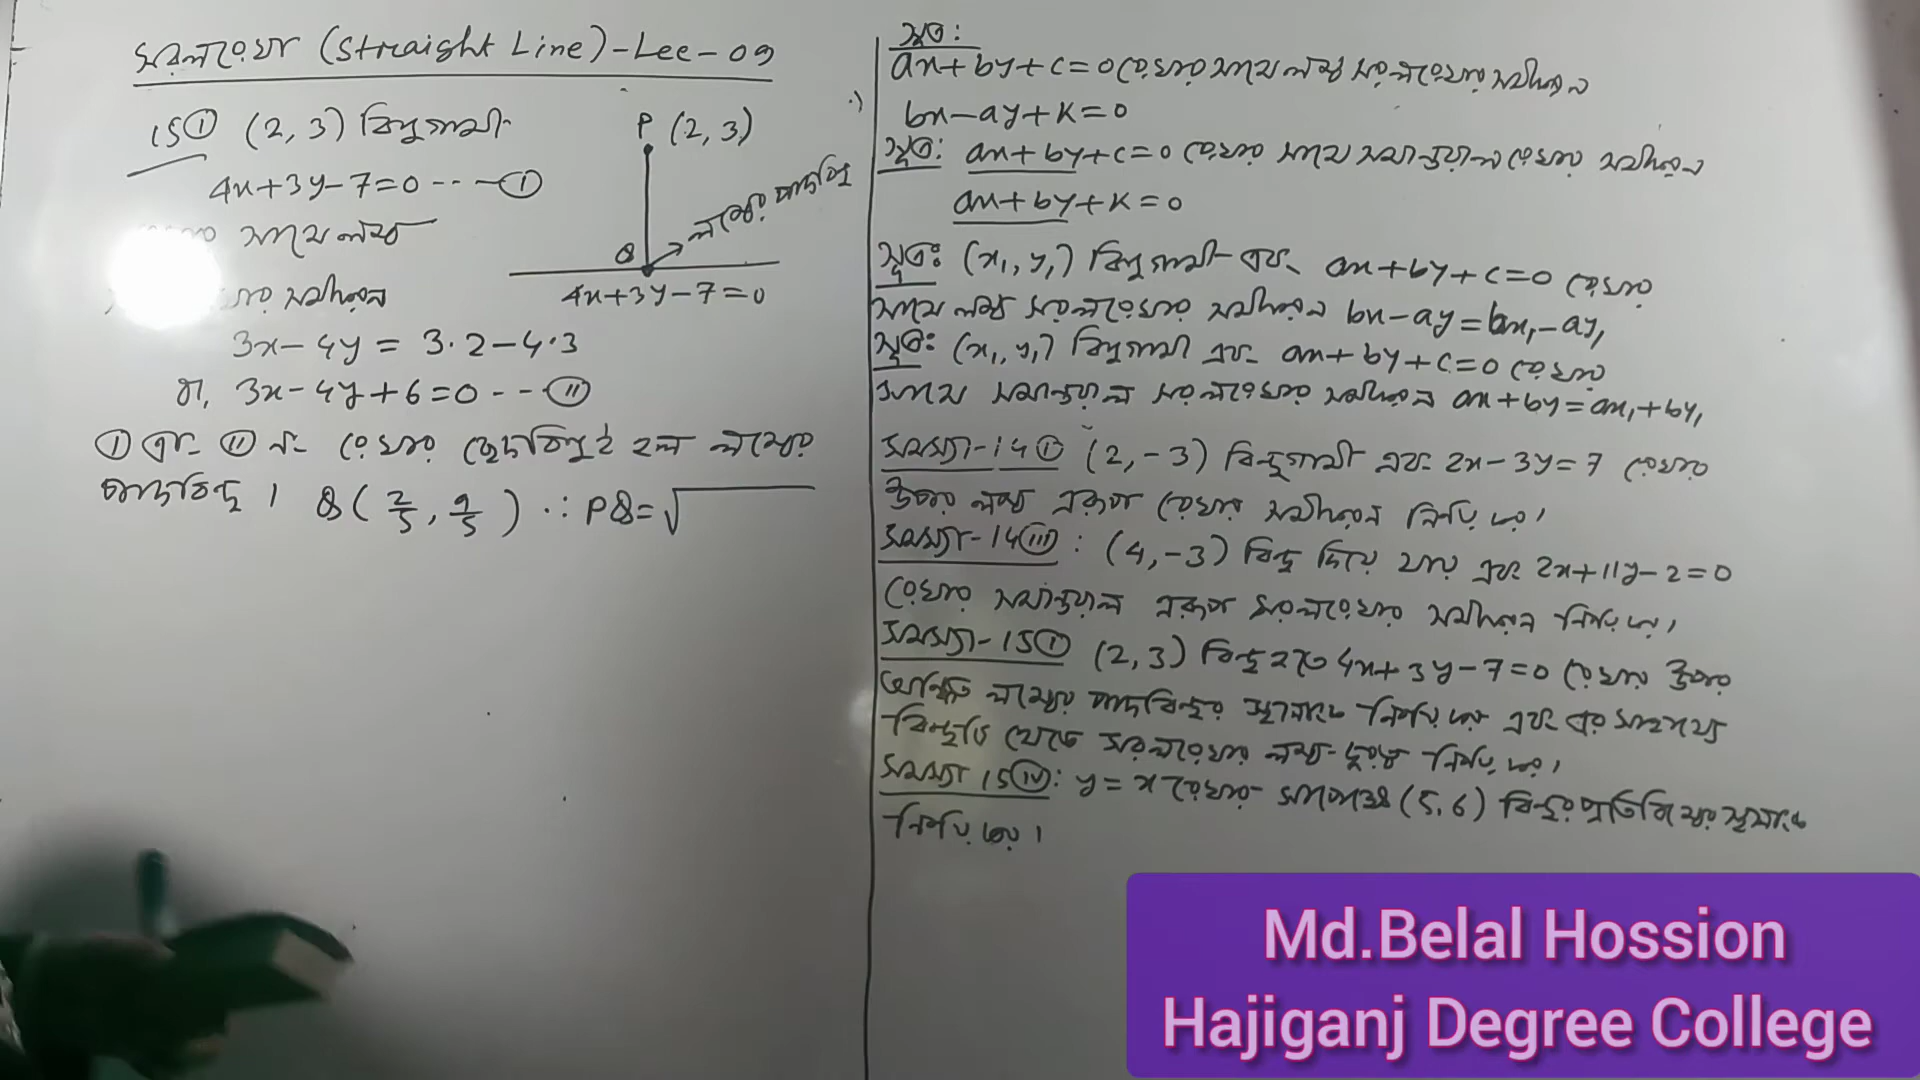 সরলরেখা (Straight Line)-Lec-09
15(i) (2, 3) বিন্দুগামী
4x+3y-7=0 ---(i)
সাথে লম্ব
সমীকরণ
3x-4y = 3·2-4·3
বা, 3x-4y+6=0 --(ii)
(i) এবং (ii) নং রেখার ছেদবিন্দুই হল লম্বের
পাদবিন্দু। Q(2/5, 9/5) ∴ PQ=√
P (2, 3)
লম্বের পাদবিন্দু
Q
4x+3y-7=0
সূত্র:
ax+by+c=0 রেখার সাথে লম্ব সরলরেখার সমীকরণ
bx-ay+k=0
সূত্র: ax+by+c=0 রেখার সাথে সমান্তরাল রেখার সমীকরণ
ax+by+k=0
সূত্রঃ (x₁, y₁) বিন্দুগামী এবং ax+by+c=0 রেখার
সাথে লম্ব সরলরেখার সমীকরণ bx-ay=bx₁-ay₁
সূত্রঃ (x₁, y₁) বিন্দুগামী এবং ax+by+c=0 রেখার
সাথে সমান্তরাল সরলরেখার সমীকরণ ax+by=ax₁+by₁
সমস্যা-14(i) (2,-3) বিন্দুগামী এবং 2x-3y=7 রেখার
উপর লম্ব এরূপ রেখার সমীকরণ নির্ণয় কর।
সমস্যা-14(iii): (4,-3) বিন্দু দিয়ে যায় এবং 2x+11y-2=0
রেখার সমান্তরাল এরূপ সরলরেখার সমীকরণ নির্ণয় কর।
সমস্যা-15(i) (2,3) বিন্দু হতে 4x+3y-7=0 রেখার উপর
অঙ্কিত লম্বের পাদবিন্দুর স্থানাংক নির্ণয় কর এবং এর সাহায্যে
বিন্দুটি থেকে সরলরেখার লম্ব-দূরত্ব নির্ণয় কর।
সমস্যা 15(iv): y=x রেখার সাপেক্ষে (5,6) বিন্দুর প্রতিবিম্বের স্থানাংক
নির্ণয় কর।
Md.Belal Hossion
Hajiganj Degree College